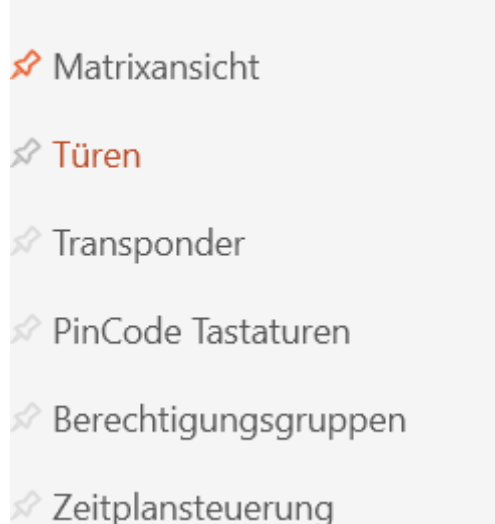 Matrixansicht
Türen
Transponder
PinCode Tastaturen
Berechtigungsgruppen
Zeitplansteuerung